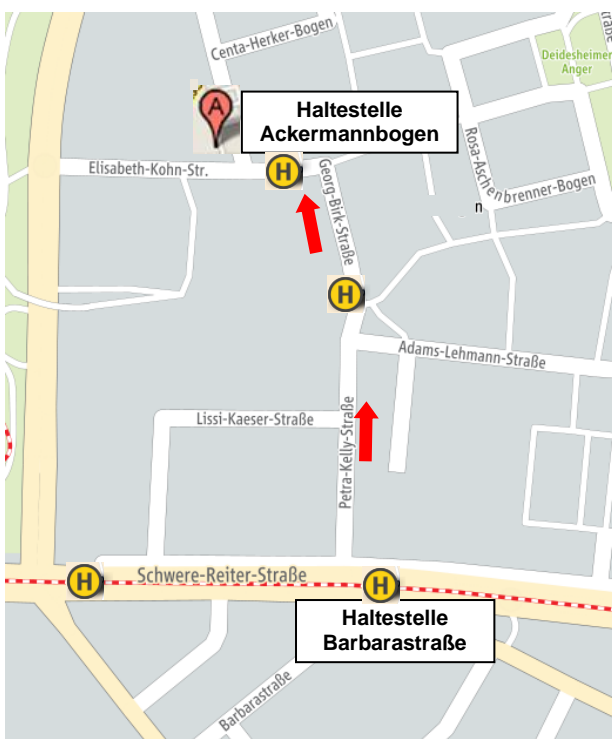 Centa-Herker-Bogen
Deidesheimer
Anger
A
Haltestelle
Ackermannbogen
Elisabeth-Kohn-Str.
H
Georg-Birk-Straße
Rosa-Aschenbrenner-Bogen
n
H
Adams-Lehmann-Straße
Lissi-Kaeser-Straße
Petra-Kelly-Straße
H
Schwere-Reiter-Straße
H
Haltestelle
Barbarastraße
Barbarastraße